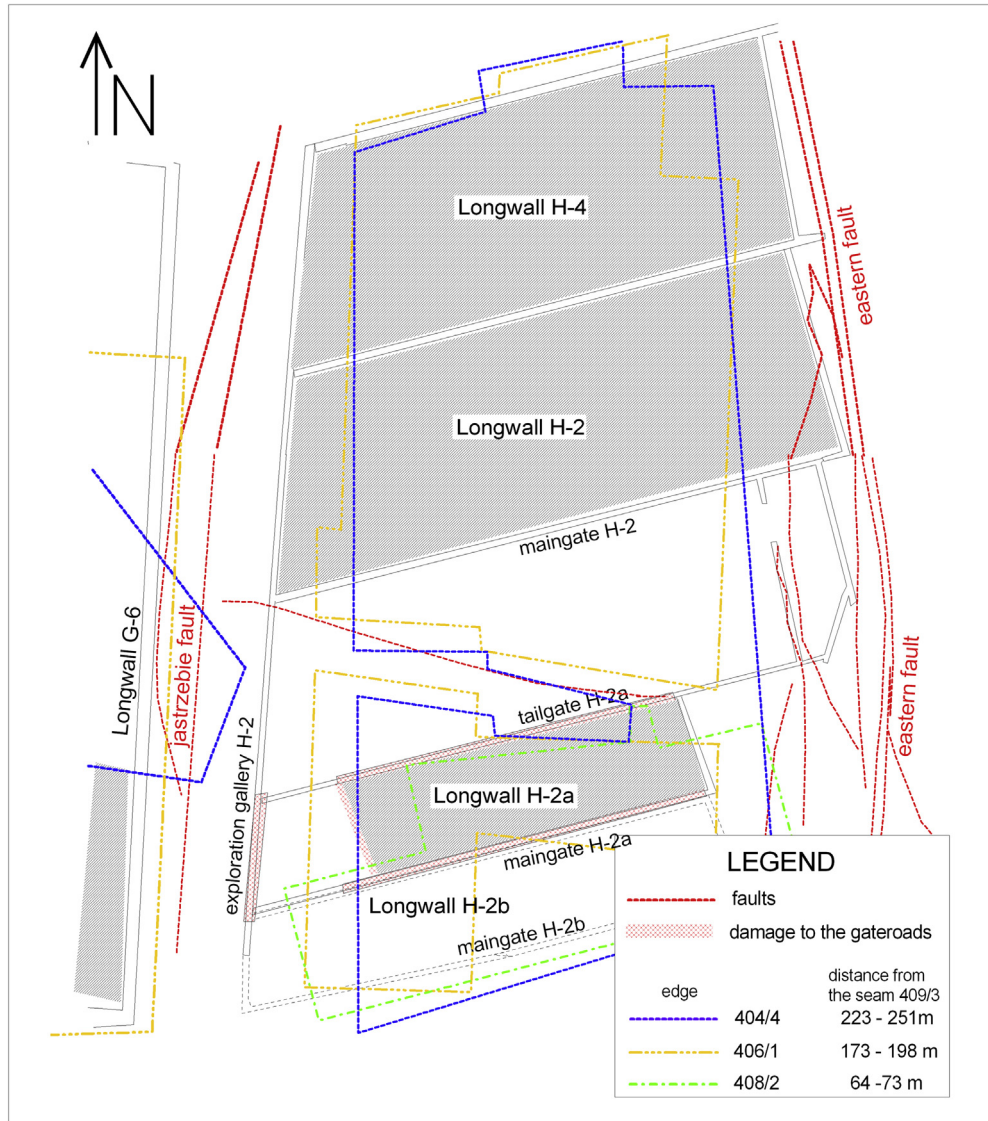 N
Longwall H-4
eastern fault
Longwall H-2
maingate H-2
Longwall G-6
jastrzebie fault
exploration gallery H-2
tailgate H-2a
eastern fault
Longwall H-2a
maingate H-2a
Longwall H-2b
maingate H-2b
LEGEND
faults
damage to the gateroads
edge
distance from
the seam 409/3
404/4 223 - 251m
406/1 173 - 198 m
408/2 64 -73 m